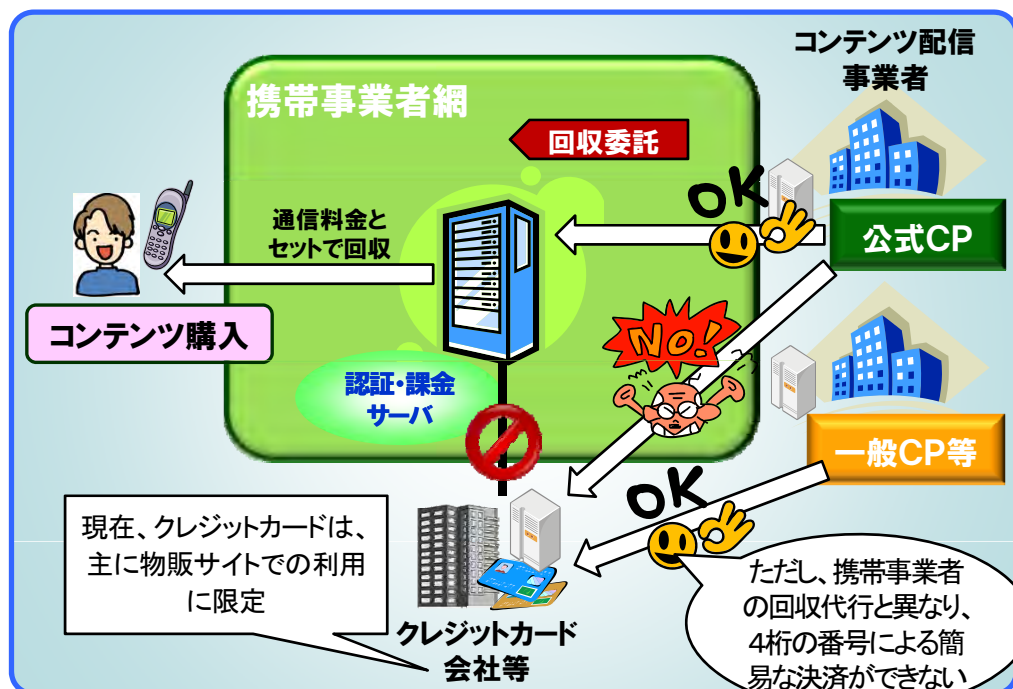 コンテンツ配信
事業者
携帯事業者網
回収委託
OK
公式CP
通信料金と
セットで回収
コンテンツ購入
NO!
認証・課金
サーバ
一般CP等
OK
現在、クレジットカードは、
主に物販サイトでの利用
に限定
クレジットカード
会社等
ただし、携帯事業者
の回収代行と異なり、
4桁の番号による簡
易な決済ができない